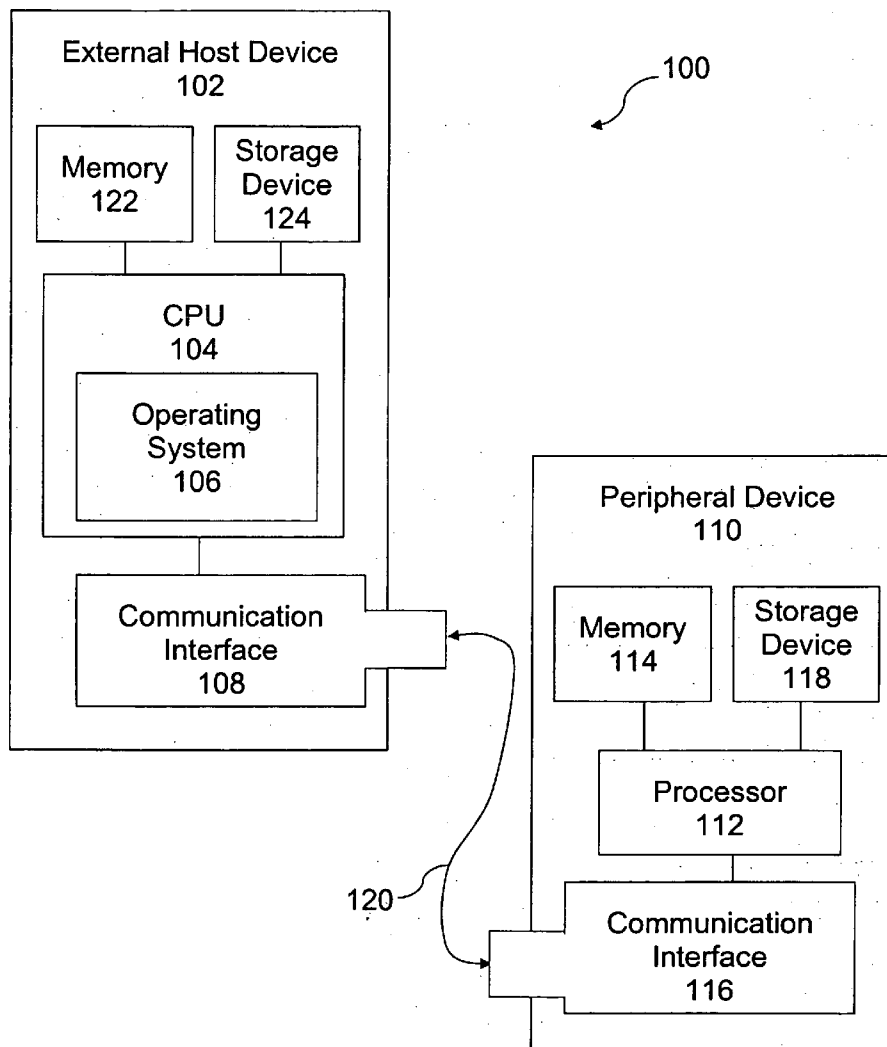 External Host Device
102
100
Memory
122
Storage
Device
124
CPU
104
Operating
System
106
Communication
Interface
108
Peripheral Device
110
Memory
114
Storage
Device
118
Processor
112
120
Communication
Interface
116